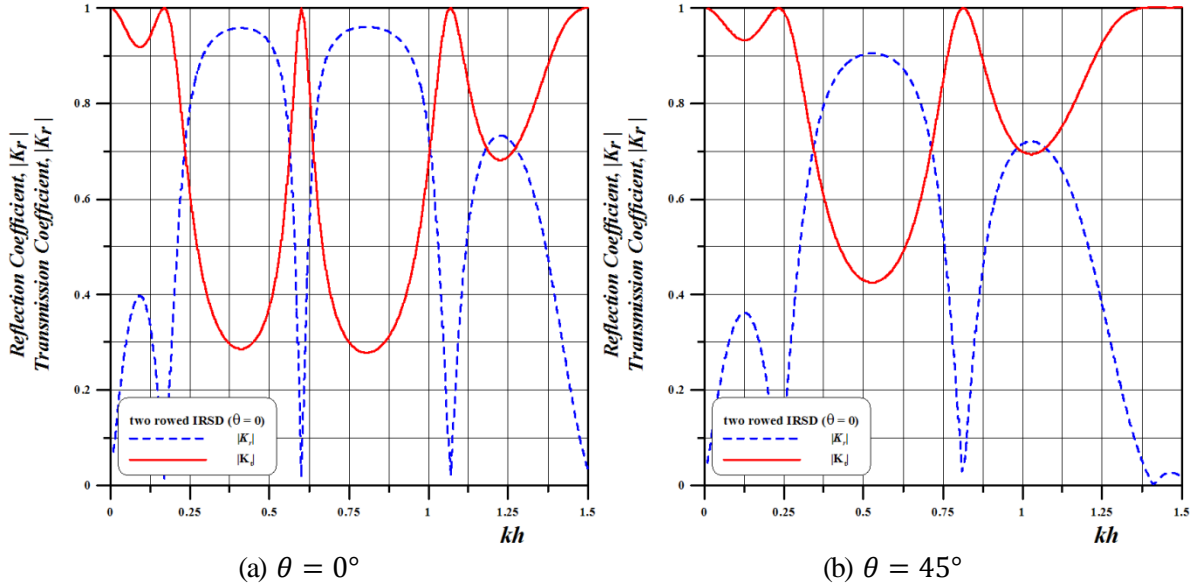 1
0.8
0.6
0.4
0.2
0
Reflection Coefficient, |Kr|
Transmission Coefficient, |Kr|
two rowed IRSD (θ = 0)
|Kr|
|Kt|
0
0.25
0.5
0.75
1
1.25
1.5
kh
(a) θ = 0°
1
0.8
0.6
0.4
0.2
0
Reflection Coefficient, |Kr|
Transmission Coefficient, |Kr|
two rowed IRSD (θ = 0)
|Kr|
|Kt|
0
0.25
0.5
0.75
1
1.25
1.5
kh
(b) θ = 45°